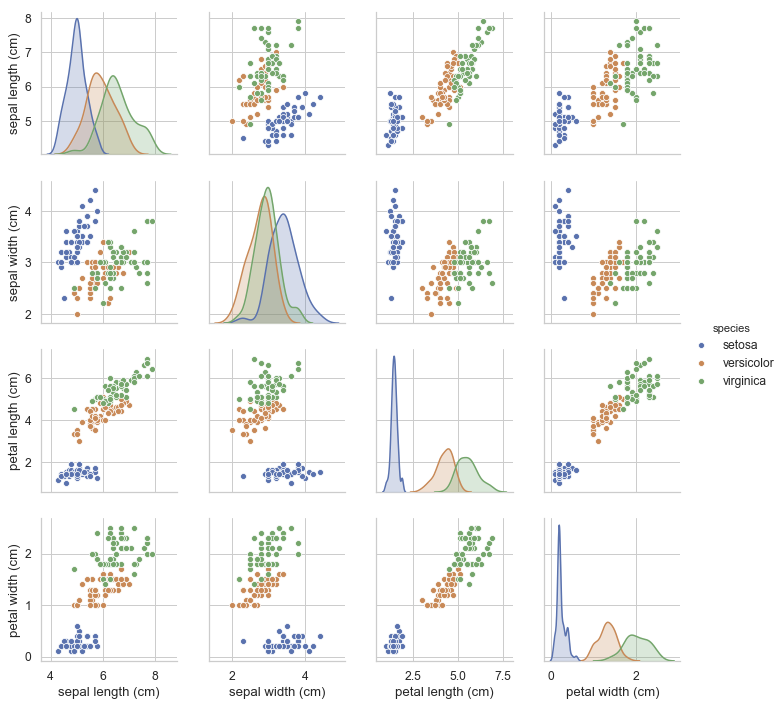 8
7
6
5
sepal length (cm)
4
3
2
sepal width (cm)
6
4
2
petal length (cm)
2
1
0
petal width (cm)
4 6 8
sepal length (cm)
2 4
sepal width (cm)
2.5 5.0 7.5
petal length (cm)
0 2
petal width (cm)
species
setosa
versicolor
virginica